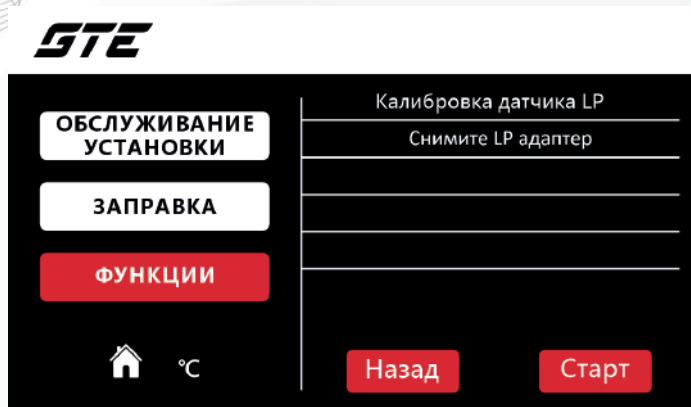 GTE
ОБСЛУЖИВАНИЕ
УСТАНОВКИ
ЗАПРАВКА
ФУНКЦИИ
°C
Калибровка датчика LP
Снимите LP адаптер
Назад
Старт